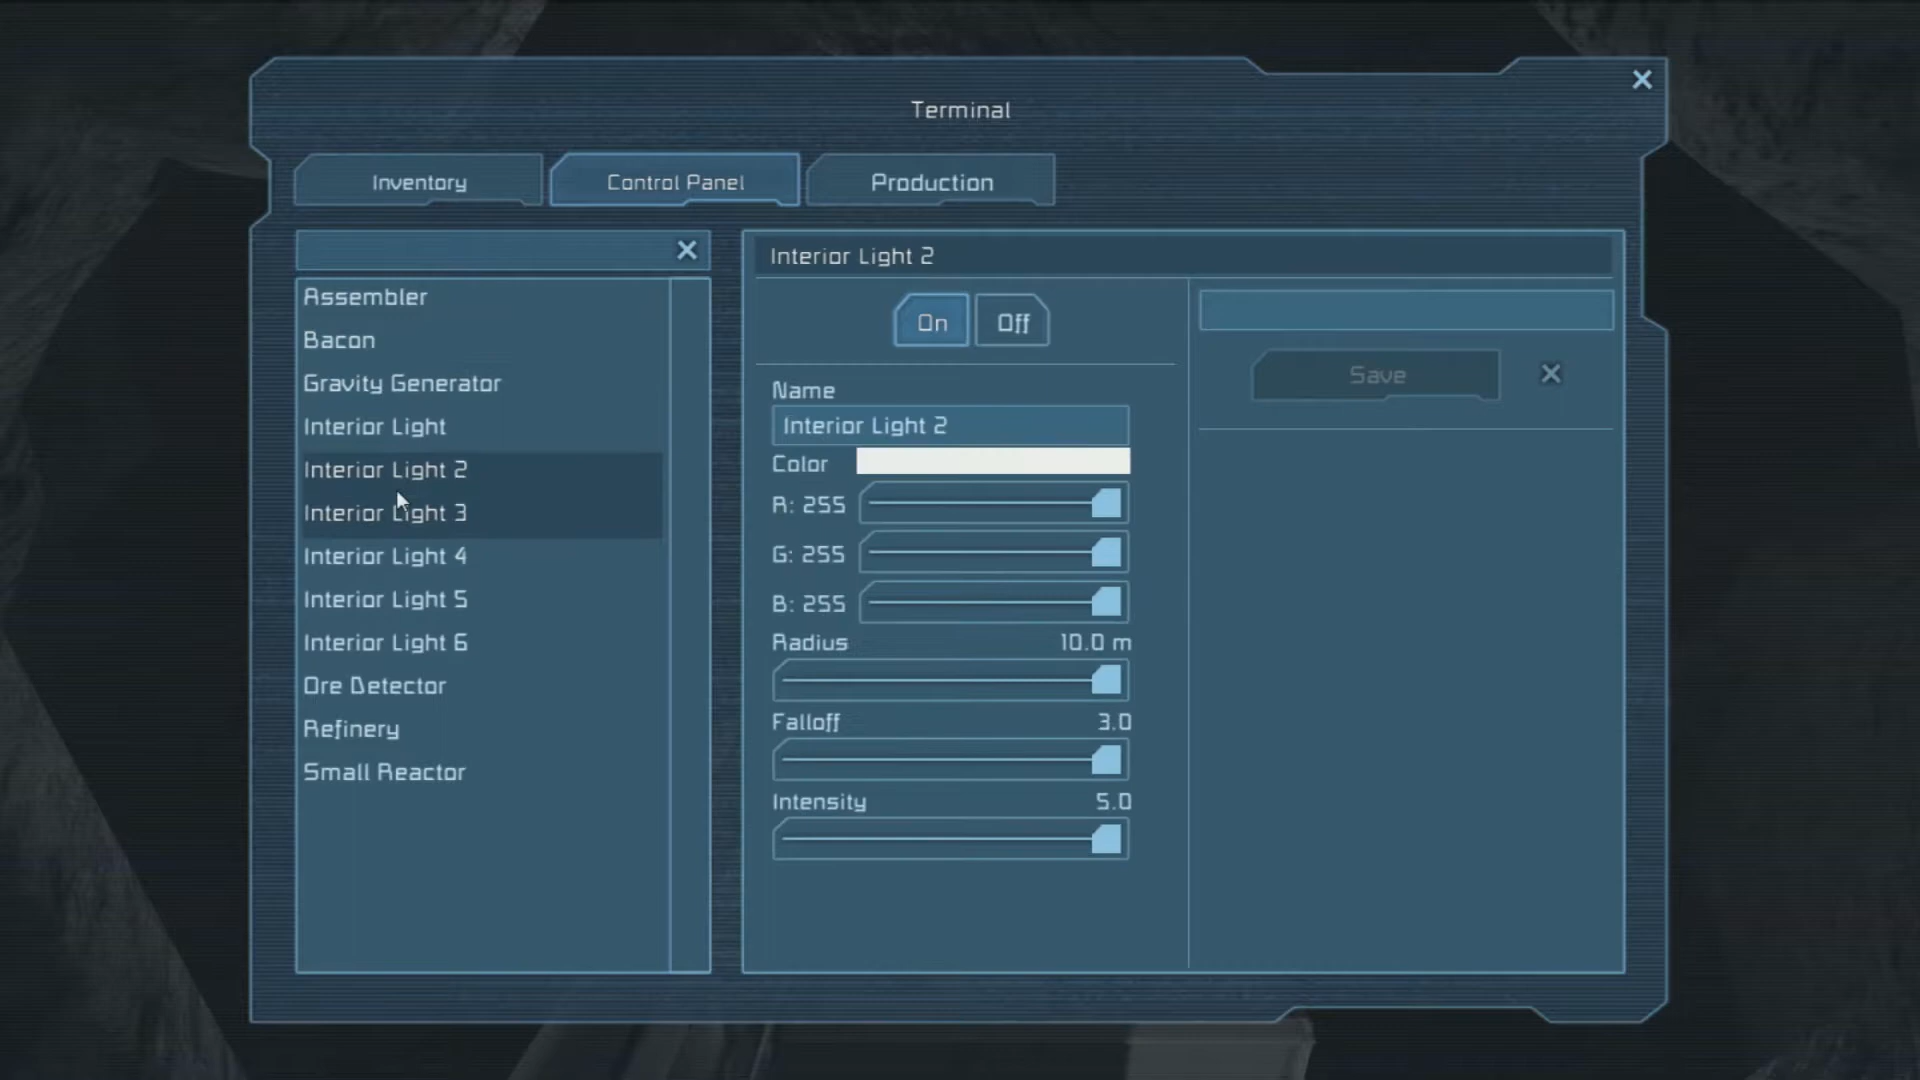 Terminal
Inventory
Control Panel
Production
Assembler
Bacon
Gravity Generator
Interior Light
Interior Light 2
Interior Light 3
Interior Light 4
Interior Light 5
Interior Light 6
Ore Detector
Refinery
Small Reactor
Interior Light 2
On
Off
Name
Interior Light 2
Color
R: 255
G: 255
B: 255
Radius 10.0 m
Falloff 3.0
Intensity 5.0
Save